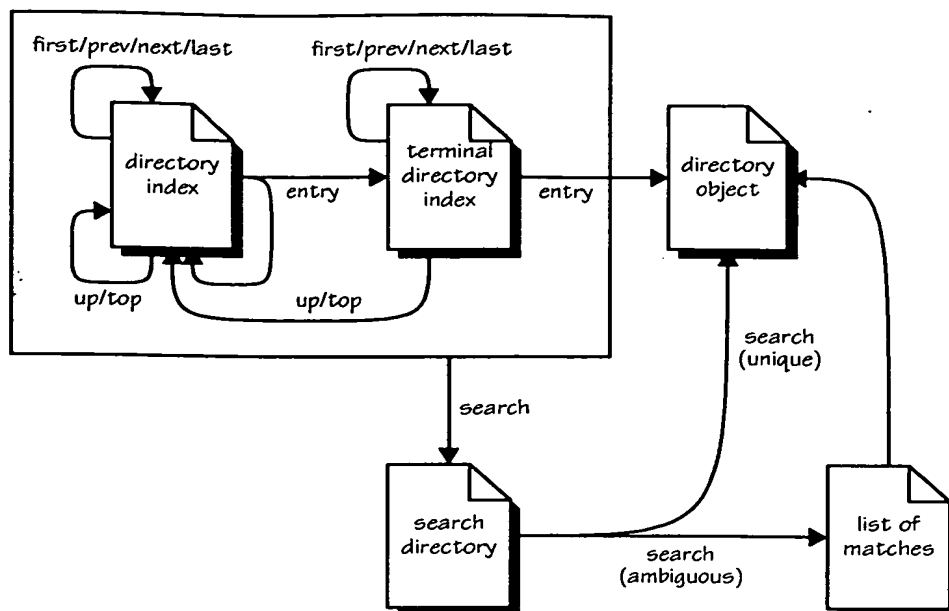 first/prev/next/last
first/prev/next/last
directory
index
entry
terminal
directory
index
entry
directory
object
up/top
up/top
search
(unique)
search
search
directory
search
(ambiguous)
list of
matches